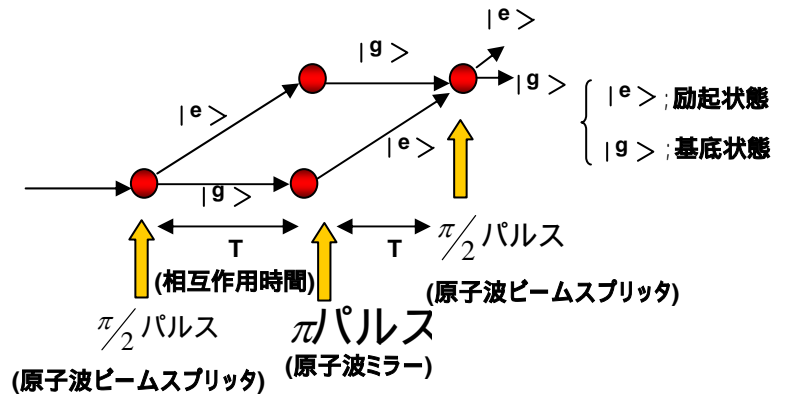 |e>
|g>
|e>
|g>
|e> ; 励起状態
|e>
|g> ; 基底状態
|g>
T
T
π/2 パルス
(相互作用時間)
(原子波ビームスプリッタ)
π/2 パルス
πパルス
(原子波ミラー)
(原子波ビームスプリッタ)